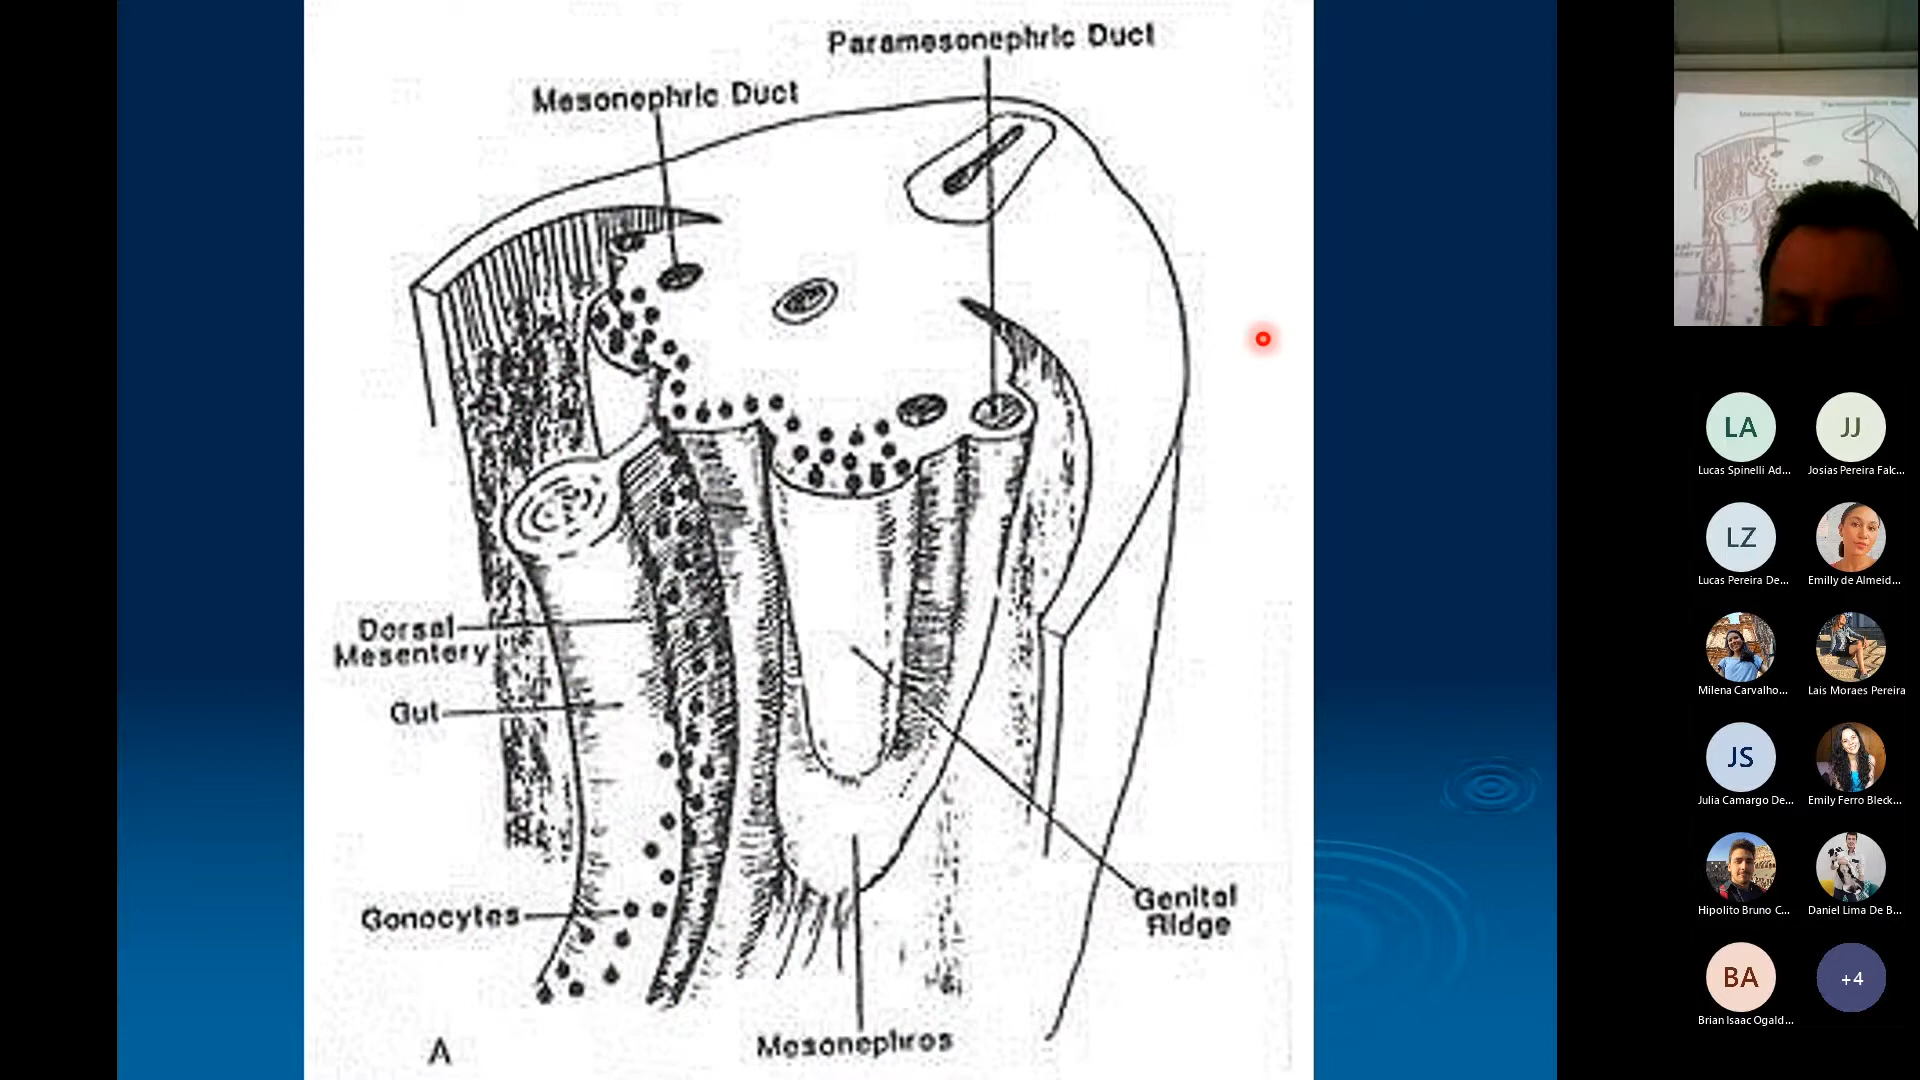 Paramesonephric Duct
Mesonephric Duct
Dorsal
Mesentery
Gut
Gonocytes
Genital
Ridge
Mesonephros
A
LA
JJ
Lucas Spinelli Ad...
Josias Pereira Falc...
LZ
Lucas Pereira De...
Emilly de Almeid...
Milena Carvalho...
Lais Moraes Pereira
JS
Julia Camargo De...
Emily Ferro Bleck...
Hipolito Bruno C...
Daniel Lima De B...
BA
+4
Brian Isaac Ogald...